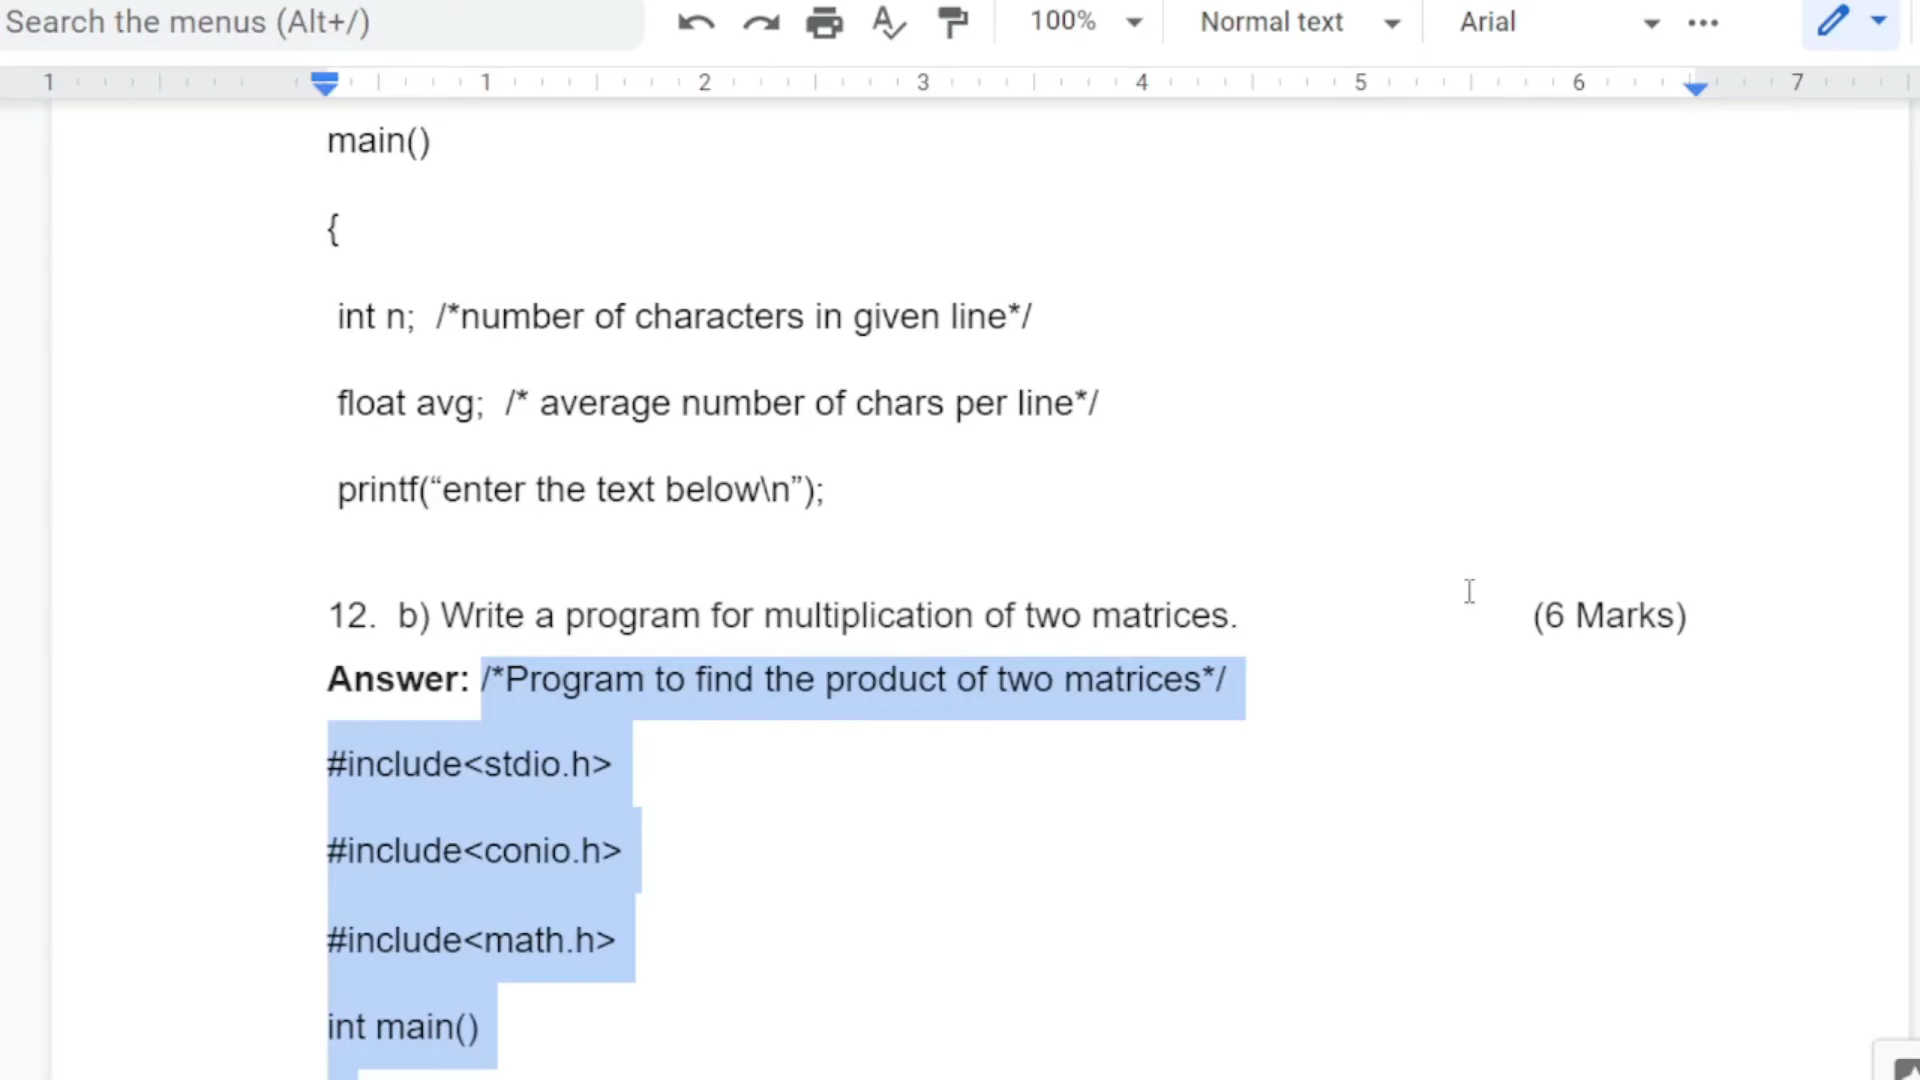 Search the menus (Alt+/) 100% Normal text Arial
1 1 2 3 4 5 6 7
main()
{
int n; /*number of characters in given line*/
float avg; /* average number of chars per line*/
printf(“enter the text below\n”);
12. b) Write a program for multiplication of two matrices. (6 Marks)
Answer: /*Program to find the product of two matrices*/
#include<stdio.h>
#include<conio.h>
#include<math.h>
int main()